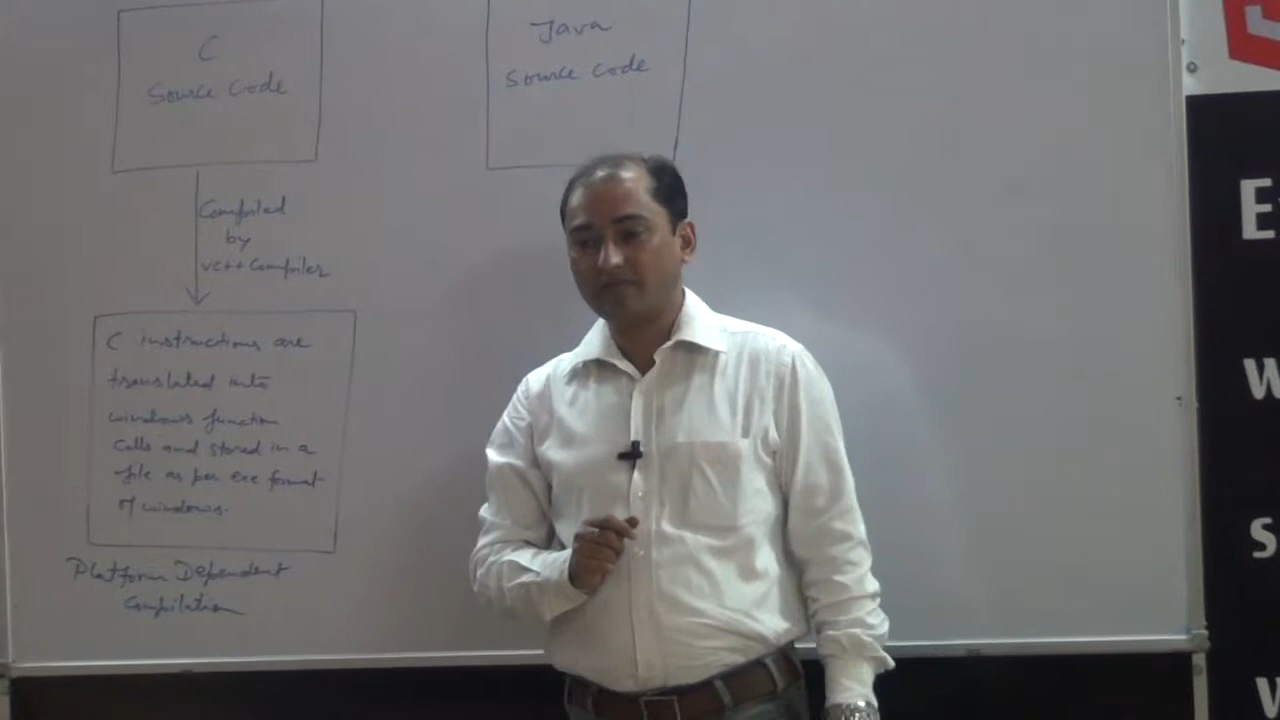 C
Source Code
Compiled
by
vc++ Compiler
C instructions are
translated into
windows function
calls and stored in a
file as per exe format
of windows.
Platform Dependent
Compilation
Java
Source Code
E
W
S
W